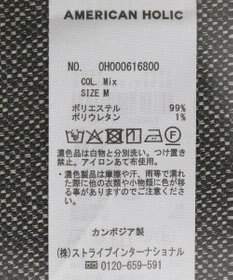 AMERICAN HOLIC
NO. 0H000616800
COL. Mix
SIZE M
ポリエステル 99%
ポリウレタン 1%
濃色品は白物と分別洗い。つけ置き
禁止。アイロンあて布使用。
・濃色製品は摩擦や汗、雨等で濡れ
た際に他の衣類や小物類に色が移
る事が有ります。ご注意下さい。
カンボジア製
(株)ストライプインターナショナル
☎ 0120-659-591